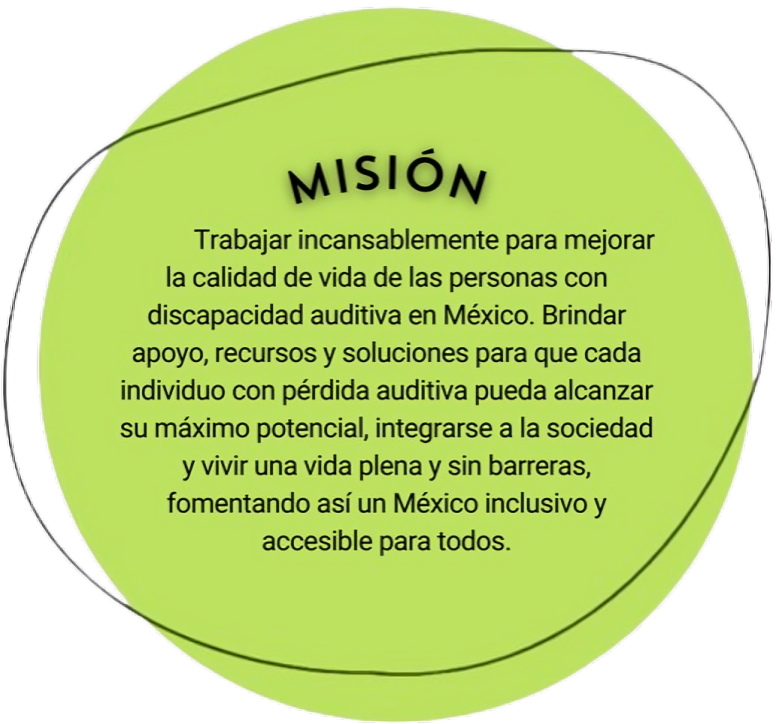 MISIÓN
Trabajar incansablemente para mejorar
la calidad de vida de las personas con
discapacidad auditiva en México. Brindar
apoyo, recursos y soluciones para que cada
individuo con pérdida auditiva pueda alcanzar
su máximo potencial, integrarse a la sociedad
y vivir una vida plena y sin barreras,
fomentando así un México inclusivo y
accesible para todos.